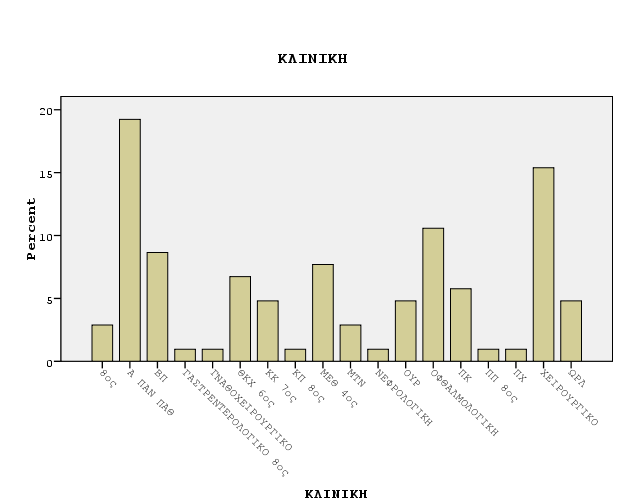 ΚΛΙΝΙΚΗ
Percent
20
15
10
5
0
8ος
Α ΠΑΝ ΠΑΘ
ΒΠ
ΓΑΣΤΡΕΝΤΕΡΟΛΟΓΙΚΟ 8ος
ΓΝΑΘΟΧΕΙΡΟΥΡΓΙΚΟ
ΘΚΧ 6ος
ΚΚ 7ος
ΚΠ 8ος
ΜΕΘ 4ος
ΜΤΝ
ΝΕΦΡΟΛΟΓΙΚΗ
ΟΥΡ
ΟΦΘΑΛΜΟΛΟΓΙΚΗ
ΠΚ
ΠΠ 8ος
ΠΧ
ΧΕΙΡΟΥΡΓΙΚΟ
ΩΡΛ
ΚΛΙΝΙΚΗ